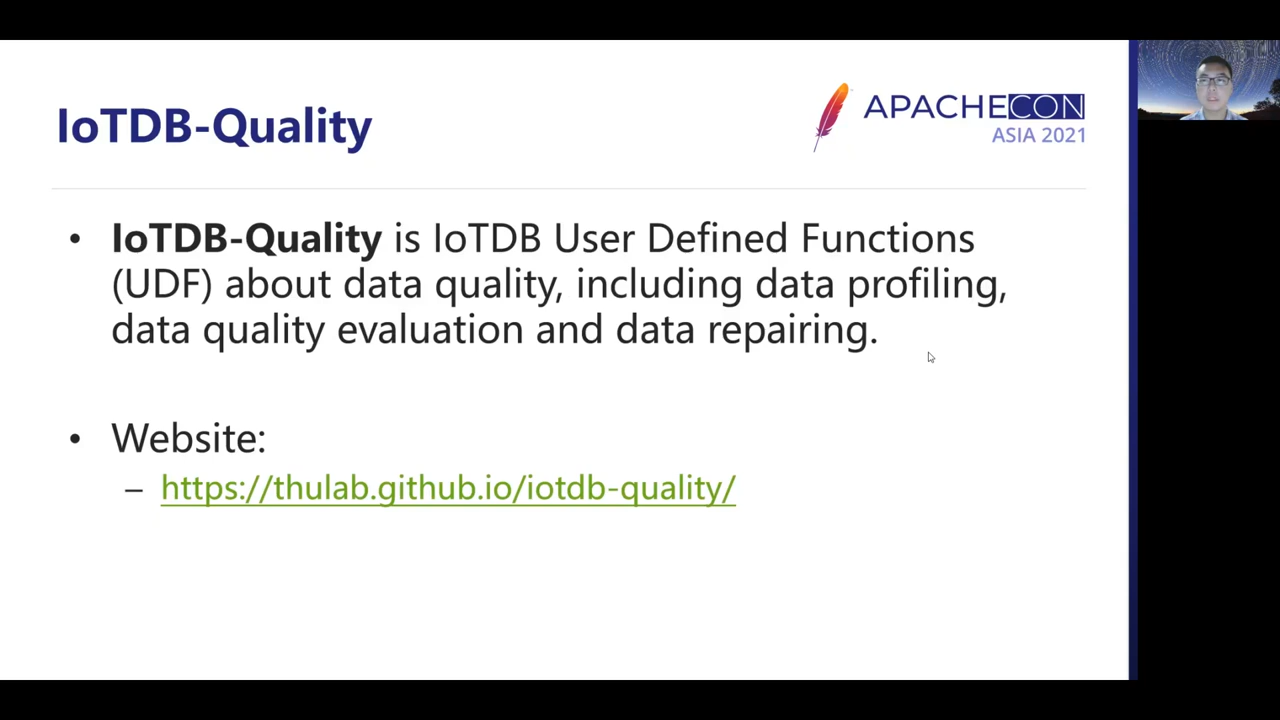 IoTDB-Quality
APACHECON
ASIA 2021
• IoTDB-Quality is IoTDB User Defined Functions
(UDF) about data quality, including data profiling,
data quality evaluation and data repairing.
• Website:
– https://thulab.github.io/iotdb-quality/